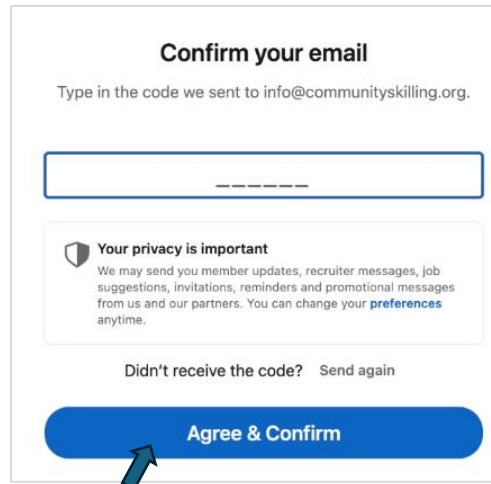 Confirm your email
Type in the code we sent to info@communityskilling.org.
______
Your privacy is important
We may send you member updates, recruiter messages, job
suggestions, invitations, reminders and promotional messages
from us and our partners. You can change your preferences
anytime.
Didn't receive the code? Send again
Agree & Confirm